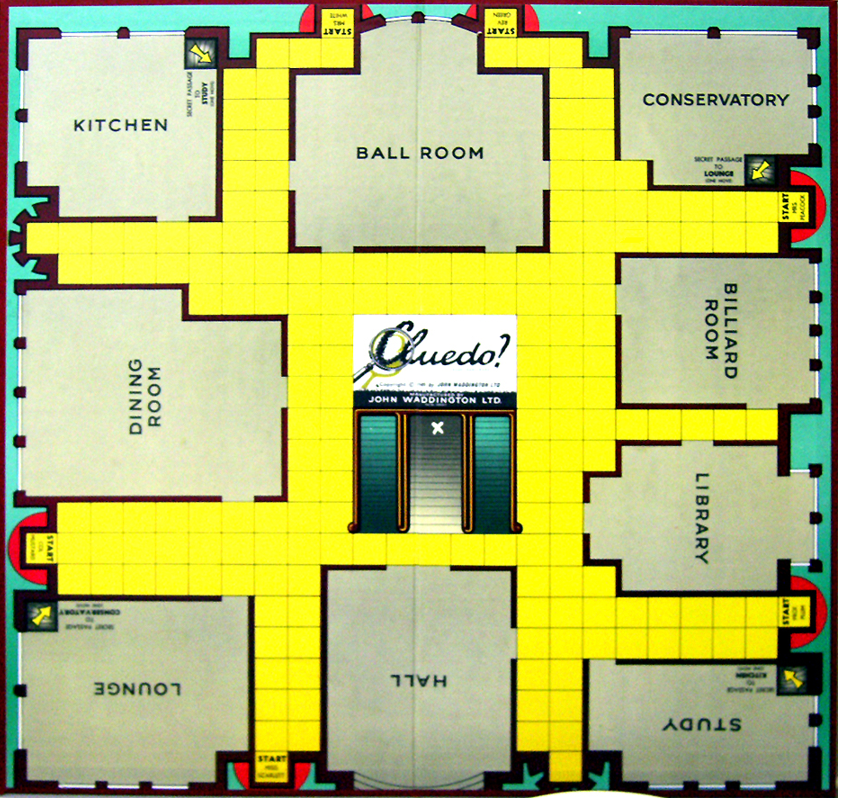 START
MRS
WHITE
START
REV
GREEN
SECRET PASSAGE
TO
STUDY
(ONE MOVE)
KITCHEN
BALL ROOM
CONSERVATORY
SECRET PASSAGE
TO
LOUNGE
(ONE MOVE)
START
MRS
PEACOCK
BILLIARD
ROOM
DINING
ROOM
Cluedo?
JOHN WADDINGTON LTD
MANUFACTURED BY
JOHN WADDINGTON LTD.
X
LIBRARY
START
COL
MUSTARD
START
PROF
PLUM
SECRET PASSAGE
TO
CONSERVATORY
(ONE MOVE)
LOUNGE
HALL
SECRET PASSAGE
TO
KITCHEN
(ONE MOVE)
STUDY
START
MISS
SCARLETT